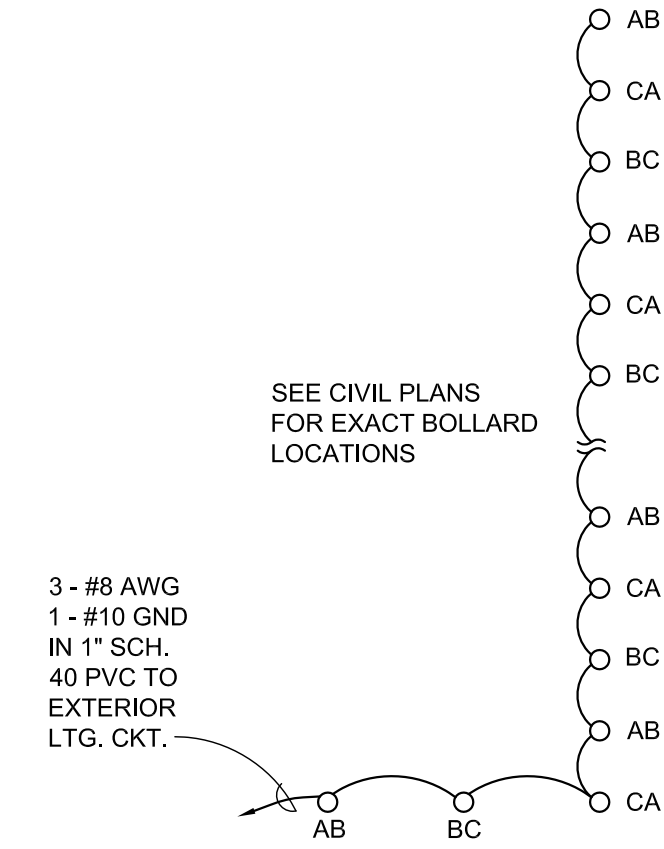 AB
CA
BC
AB
CA
BC
SEE CIVIL PLANS
FOR EXACT BOLLARD
LOCATIONS
AB
CA
BC
AB
CA
3 - #8 AWG
1 - #10 GND
IN 1" SCH.
40 PVC TO
EXTERIOR
LTG. CKT.
AB
BC